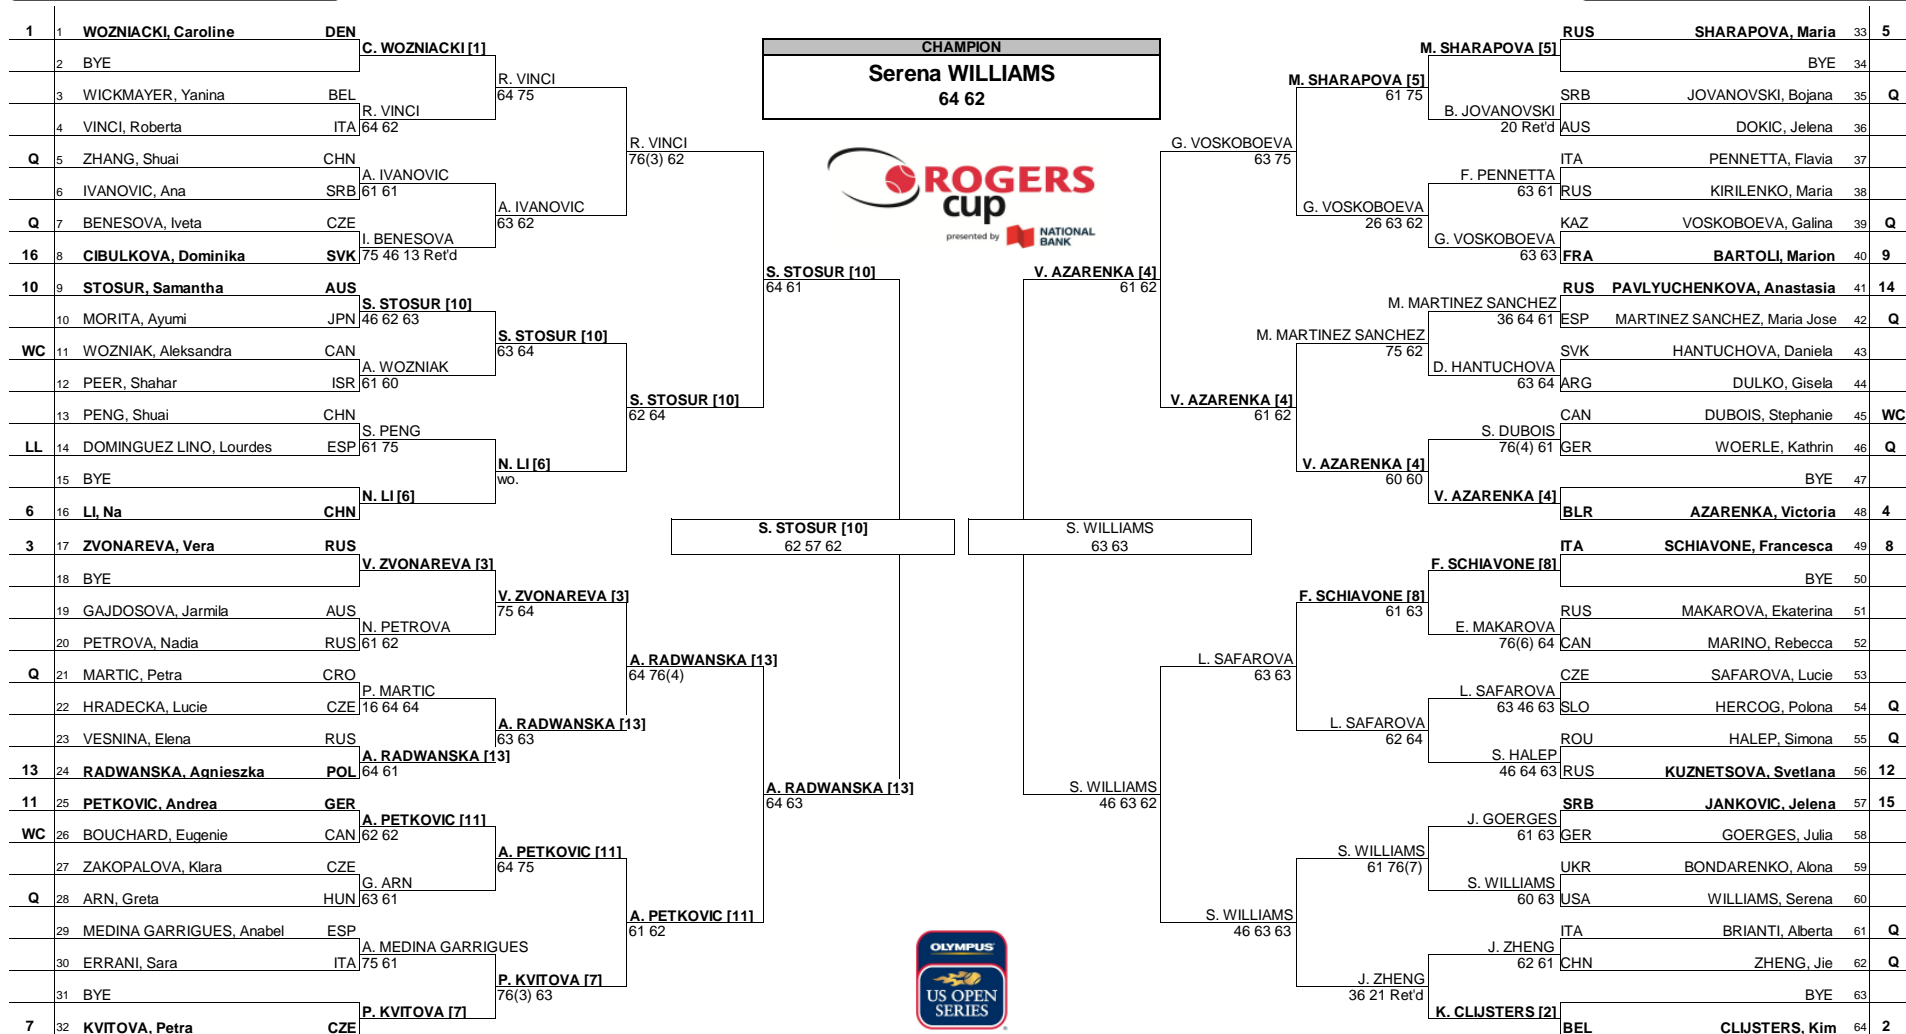 1 1 WOZNIACKI, Caroline DEN
2 BYE
3 WICKMAYER, Yanina BEL
4 VINCI, Roberta ITA
Q 5 ZHANG, Shuai CHN
6 IVANOVIC, Ana SRB
Q 7 BENESOVA, Iveta CZE
16 8 CIBULKOVA, Dominika SVK
10 9 STOSUR, Samantha AUS
10 MORITA, Ayumi JPN
WC 11 WOZNIAK, Aleksandra CAN
12 PEER, Shahar ISR
13 PENG, Shuai CHN
LL 14 DOMINGUEZ LINO, Lourdes ESP
15 BYE
6 16 LI, Na CHN
3 17 ZVONAREVA, Vera RUS
18 BYE
19 GAJDOSOVA, Jarmila AUS
20 PETROVA, Nadia RUS
Q 21 MARTIC, Petra CRO
22 HRADECKA, Lucie CZE
23 VESNINA, Elena RUS
13 24 RADWANSKA, Agnieszka POL
11 25 PETKOVIC, Andrea GER
WC 26 BOUCHARD, Eugenie CAN
27 ZAKOPALOVA, Klara CZE
Q 28 ARN, Greta HUN
29 MEDINA GARRIGUES, Anabel ESP
30 ERRANI, Sara ITA
31 BYE
7 32 KVITOVA, Petra CZE
C. WOZNIACKI [1]
R. VINCI
64 62
A. IVANOVIC
61 61
I. BENESOVA
75 46 13 Ret'd
S. STOSUR [10]
46 62 63
A. WOZNIAK
61 60
S. PENG
61 75
N. LI [6]
V. ZVONAREVA [3]
N. PETROVA
61 62
P. MARTIC
16 64 64
A. RADWANSKA [13]
64 61
A. PETKOVIC [11]
62 62
G. ARN
63 61
A. MEDINA GARRIGUES
75 61
P. KVITOVA [7]
R. VINCI
64 75
A. IVANOVIC
63 62
S. STOSUR [10]
63 64
N. LI [6]
wo.
V. ZVONAREVA [3]
75 64
A. RADWANSKA [13]
63 63
A. PETKOVIC [11]
64 75
P. KVITOVA [7]
76(3) 63
R. VINCI
76(3) 62
S. STOSUR [10]
62 64
A. RADWANSKA [13]
64 76(4)
A. PETKOVIC [11]
61 62
S. STOSUR [10]
64 61
A. RADWANSKA [13]
64 63
S. STOSUR [10]
62 57 62
CHAMPION
Serena WILLIAMS
64 62
ROGERS
cup
presented by NATIONAL
BANK
OLYMPUS
US OPEN
SERIES
S. WILLIAMS
63 63
V. AZARENKA [4]
61 62
S. WILLIAMS
46 63 62
G. VOSKOBOEVA
63 75
V. AZARENKA [4]
61 62
L. SAFAROVA
63 63
S. WILLIAMS
46 63 63
M. SHARAPOVA [5]
61 75
G. VOSKOBOEVA
26 63 62
M. MARTINEZ SANCHEZ
75 62
V. AZARENKA [4]
60 60
F. SCHIAVONE [8]
61 63
L. SAFAROVA
62 64
S. WILLIAMS
61 76(7)
J. ZHENG
36 21 Ret'd
M. SHARAPOVA [5]
B. JOVANOVSKI
20 Ret'd
F. PENNETTA
63 61
G. VOSKOBOEVA
63 63
M. MARTINEZ SANCHEZ
36 64 61
D. HANTUCHOVA
63 64
S. DUBOIS
76(4) 61
V. AZARENKA [4]
F. SCHIAVONE [8]
E. MAKAROVA
76(6) 64
L. SAFAROVA
63 46 63
S. HALEP
46 64 63
J. GOERGES
61 63
S. WILLIAMS
60 63
J. ZHENG
62 61
K. CLIJSTERS [2]
RUS SHARAPOVA, Maria 33 5
BYE 34
SRB JOVANOVSKI, Bojana 35 Q
AUS DOKIC, Jelena 36
ITA PENNETTA, Flavia 37
RUS KIRILENKO, Maria 38
KAZ VOSKOBOEVA, Galina 39 Q
FRA BARTOLI, Marion 40 9
RUS PAVLYUCHENKOVA, Anastasia 41 14
ESP MARTINEZ SANCHEZ, Maria Jose 42 Q
SVK HANTUCHOVA, Daniela 43
ARG DULKO, Gisela 44
CAN DUBOIS, Stephanie 45 WC
GER WOERLE, Kathrin 46 Q
BYE 47
BLR AZARENKA, Victoria 48 4
ITA SCHIAVONE, Francesca 49 8
BYE 50
RUS MAKAROVA, Ekaterina 51
CAN MARINO, Rebecca 52
CZE SAFAROVA, Lucie 53
SLO HERCOG, Polona 54 Q
ROU HALEP, Simona 55 Q
RUS KUZNETSOVA, Svetlana 56 12
SRB JANKOVIC, Jelena 57 15
GER GOERGES, Julia 58
UKR BONDARENKO, Alona 59
USA WILLIAMS, Serena 60
ITA BRIANTI, Alberta 61 Q
CHN ZHENG, Jie 62 Q
BYE 63
BEL CLIJSTERS, Kim 64 2